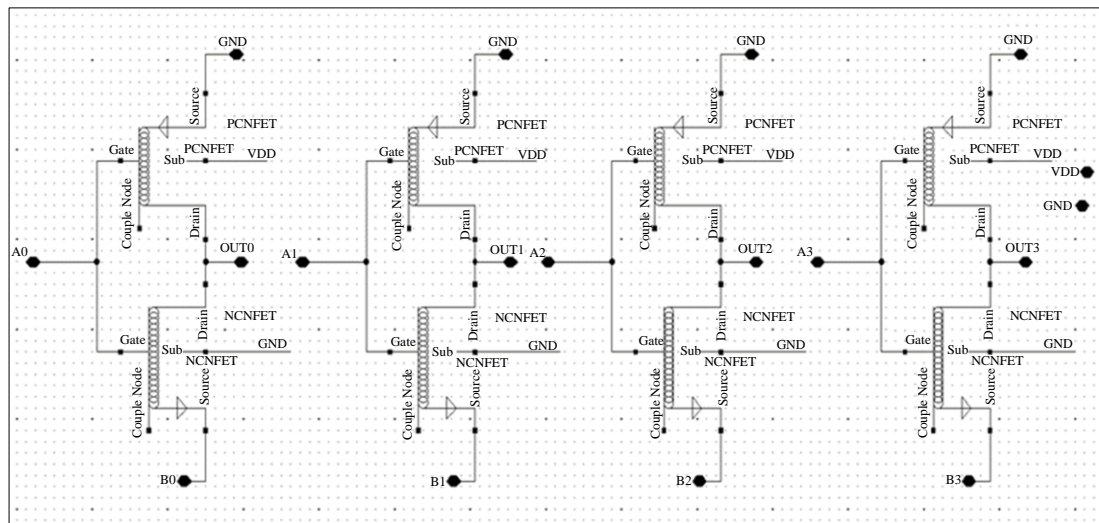 GND GND GND GND
Source Source Source Source
PCNFET PCNFET PCNFET PCNFET
Gate Gate Gate Gate
Sub PCNFET VDD Sub PCNFET VDD Sub PCNFET VDD Sub PCNFET VDD
VDD
Couple Node Couple Node Couple Node Couple Node
Drain Drain Drain Drain
GND
A0 OUT0 A1 OUT1 A2 OUT2 A3 OUT3
NCNFET NCNFET NCNFET NCNFET
Drain Drain Drain Drain
Gate Gate Gate Gate
Sub GND Sub GND Sub GND Sub GND
NCNFET NCNFET NCNFET NCNFET
Couple Node Couple Node Couple Node Couple Node
Source Source Source Source
B0 B1 B2 B3